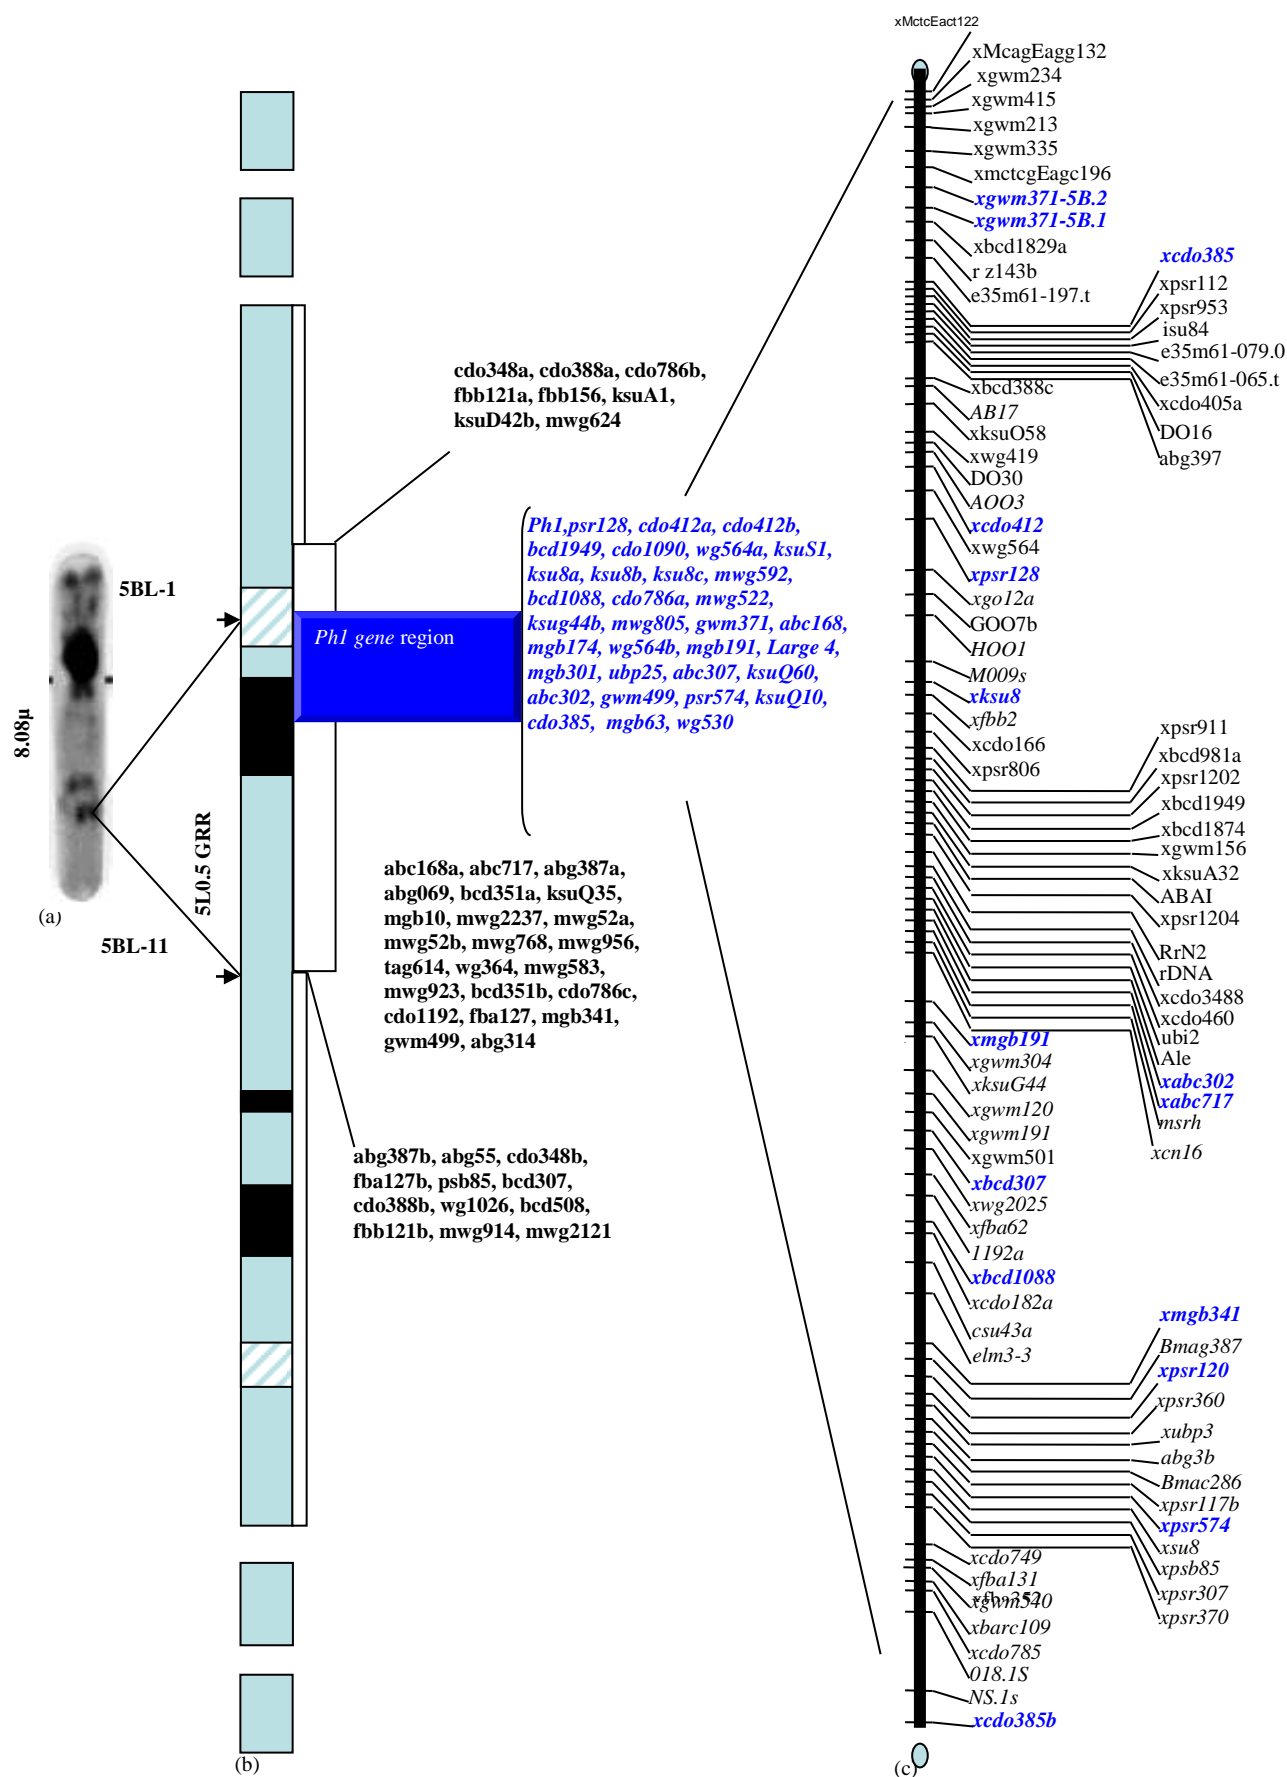 8.08μ
(a)
5BL-1
5L0.5 GRR
5BL-11
(b)
cdo348a, cdo388a, cdo786b,
fbb121a, fbb156, ksuA1,
ksuD42b, mwg624
Ph1 gene region
Ph1,psr128, cdo412a, cdo412b,
bcd1949, cdo1090, wg564a, ksuS1,
ksu8a, ksu8b, ksu8c, mwg592,
bcd1088, cdo786a, mwg522,
ksug44b, mwg805, gwm371, abc168,
mgb174, wg564b, mgb191, Large 4,
mgb301, ubp25, abc307, ksuQ60,
abc302, gwm499, psr574, ksuQ10,
cdo385, mgb63, wg530
abc168a, abc717, abg387a,
abg069, bcd351a, ksuQ35,
mgb10, mwg2237, mwg52a,
mwg52b, mwg768, mwg956,
tag614, wg364, mwg583,
mwg923, bcd351b, cdo786c,
cdo1192, fba127, mgb341,
gwm499, abg314
abg387b, abg55, cdo348b,
fba127b, psb85, bcd307,
cdo388b, wg1026, bcd508,
fbb121b, mwg914, mwg2121
xMctcEact122
xMcagEagg132
xgwm234
xgwm415
xgwm213
xgwm335
xmctcgEagc196
xgwm371-5B.2
xgwm371-5B.1
xbcd1829a
r z143b
e35m61-197.t
xcdo385
xpsr112
xpsr953
isu84
e35m61-079.0
e35m61-065.t
xcdo405a
DO16
abg397
xbcd388c
AB17
xksuO58
xwg419
DO30
AOO3
xcdo412
xwg564
xpsr128
xgo12a
GOO7b
HOO1
M009s
xksu8
xfbb2
xcdo166
xpsr806
xpsr911
xbcd981a
xpsr1202
xbcd1949
xbcd1874
xgwm156
xksuA32
ABAI
xpsr1204
RrN2
rDNA
xcdo3488
xcdo460
ubi2
Ale
xabc302
xabc717
msrh
xcn16
xmgb191
xgwm304
xksuG44
xgwm120
xgwm191
xgwm501
xbcd307
xwg2025
xfba62
1192a
xbcd1088
xcdo182a
csu43a
elm3-3
xmgb341
Bmag387
xpsr120
xpsr360
xubp3
abg3b
Bmac286
xpsr117b
xpsr574
xsu8
xpsb85
xpsr307
xpsr370
xcdo749
xfba131
xgwm540
xbarc109
xcdo785
018.1S
NS.1s
xcdo385b
(c)